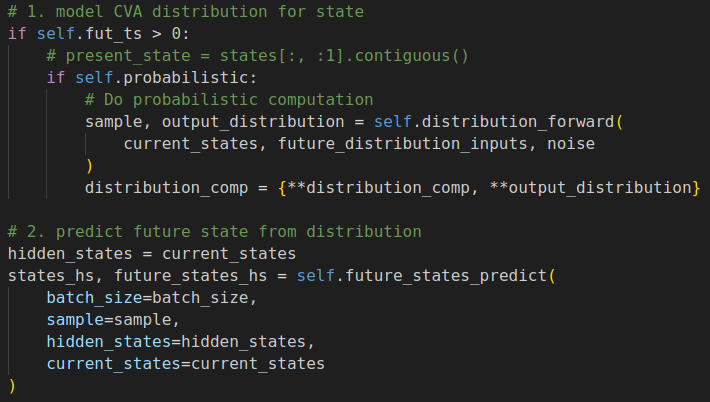 # 1. model CVA distribution for state
if self.fut_ts > 0:
    # present_state = states[:, :1].contiguous()
    if self.probabilistic:
        # Do probabilistic computation
        sample, output_distribution = self.distribution_forward(
            current_states, future_distribution_inputs, noise
        )
        distribution_comp = {**distribution_comp, **output_distribution}

# 2. predict future state from distribution
hidden_states = current_states
states_hs, future_states_hs = self.future_states_predict(
    batch_size=batch_size,
    sample=sample,
    hidden_states=hidden_states,
    current_states=current_states
)